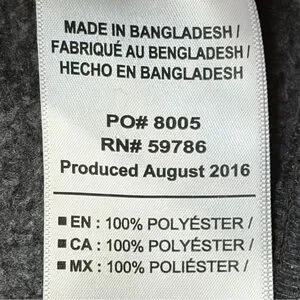 MADE IN BANGLADESH /
FABRIQUÉ AU BENGLADESH /
HECHO EN BANGLADESH
PO# 8005
RN# 59786
Produced August 2016
■ EN : 100% POLYÉSTER /
■ CA : 100% POLYÉSTER /
■ MX : 100% POLIÉSTER /